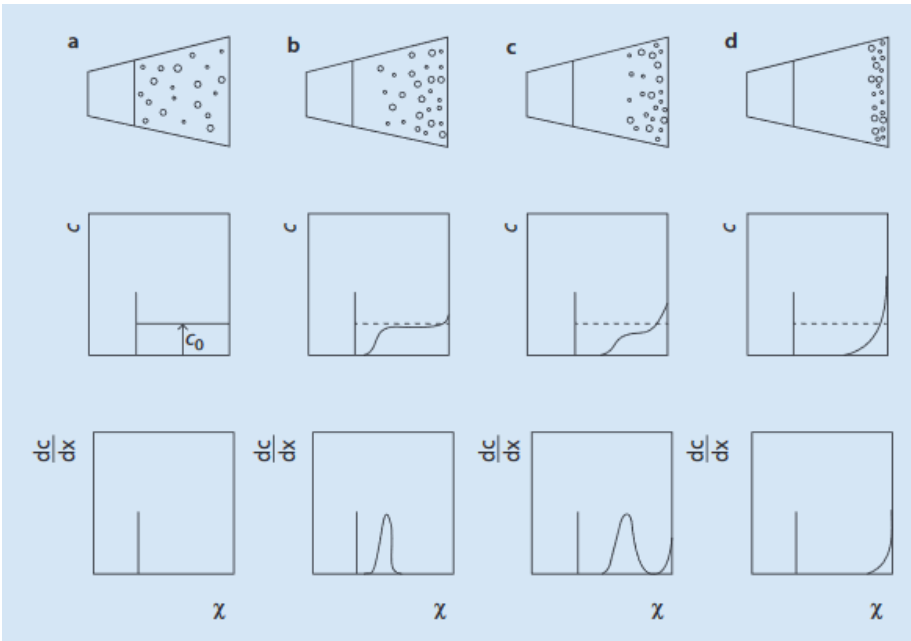 a b c d
c c c c
c₀
dc/dx dc/dx dc/dx dc/dx
χ χ χ χ